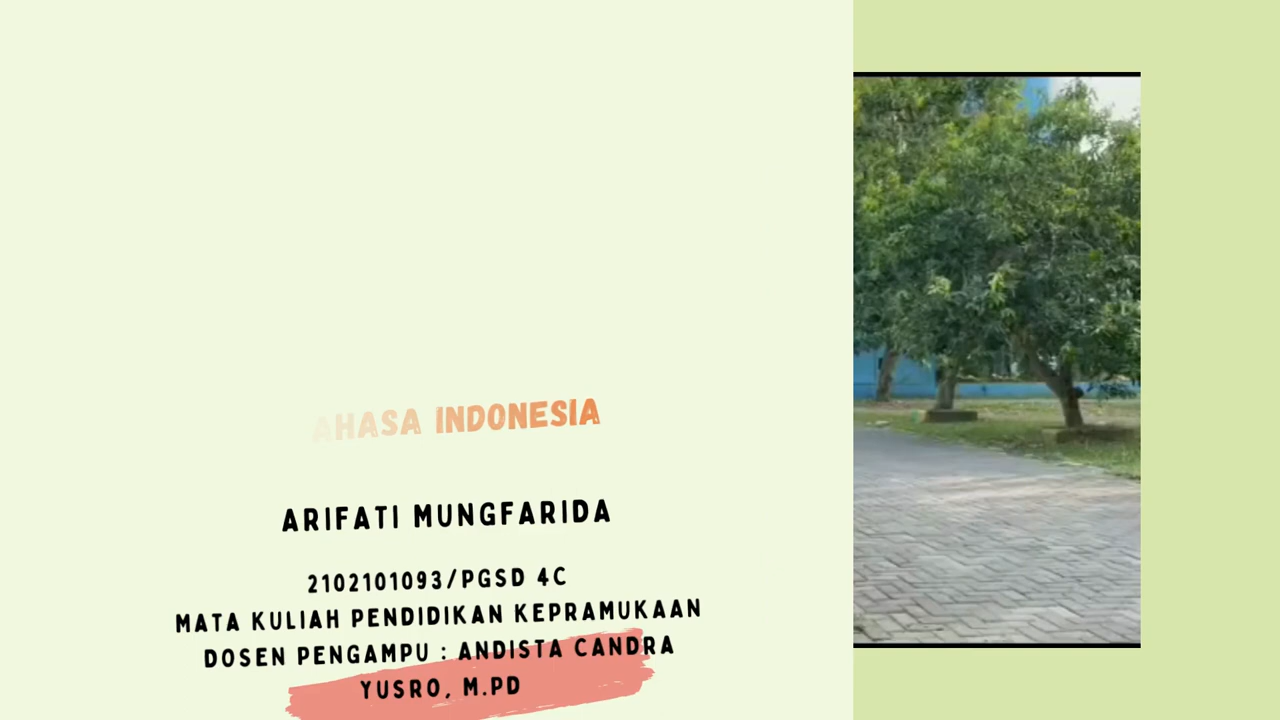 AHASA INDONESIA
ARIFATI MUNGFARIDA
2102101093/PGSD 4C
MATA KULIAH PENDIDIKAN KEPRAMUKAAN
DOSEN PENGAMPU : ANDISTA CANDRA
YUSRO, M.PD